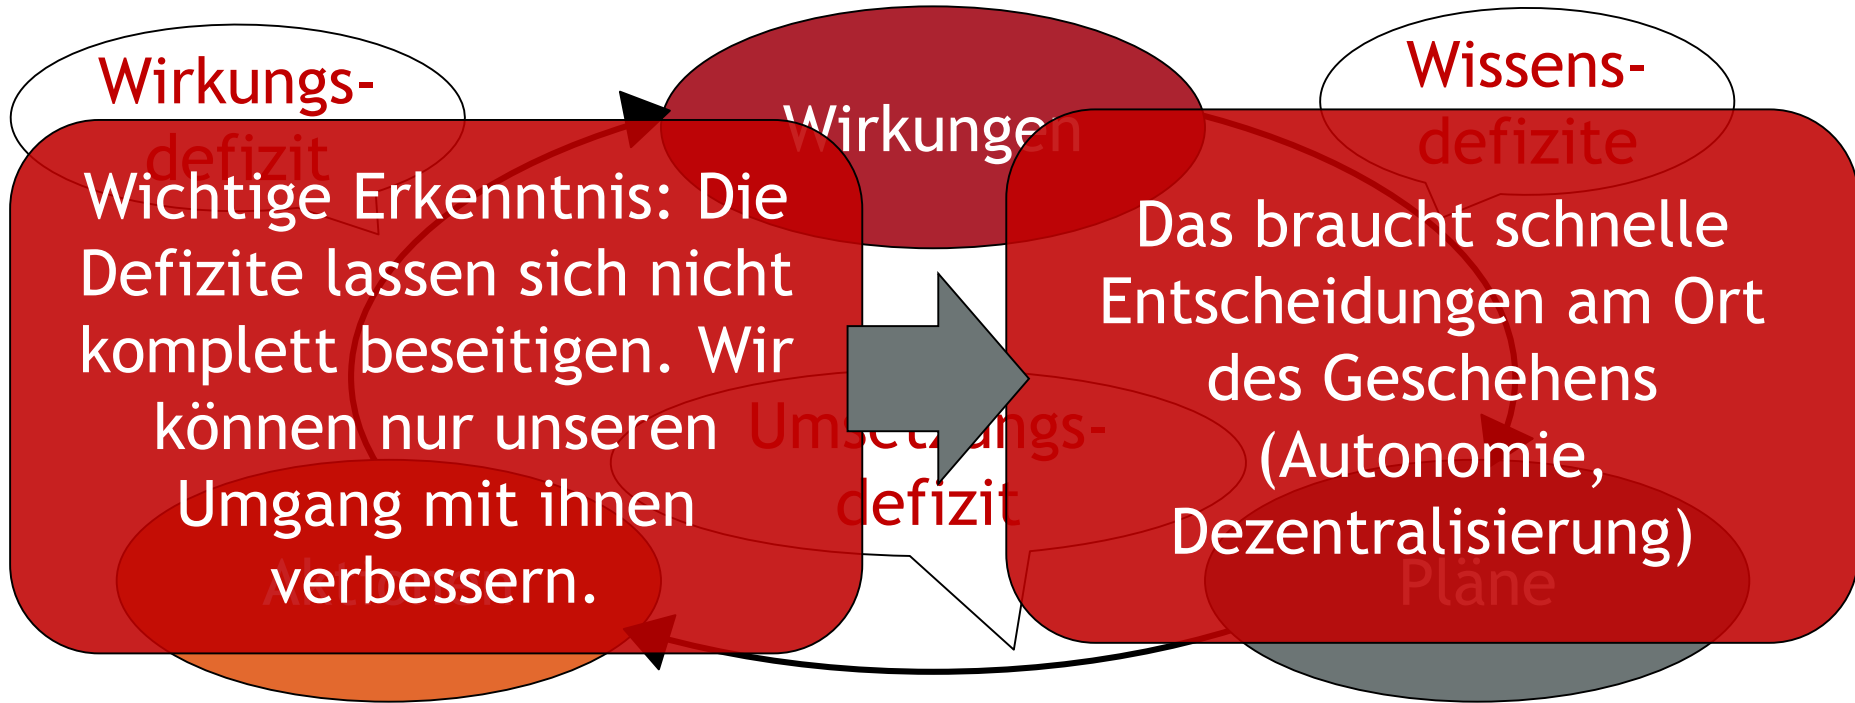 Wirkungs-
defizit
Wirkungen
Wissens-
defizite
Wichtige Erkenntnis: Die
Defizite lassen sich nicht
komplett beseitigen. Wir
können nur unseren
Umgang mit ihnen
verbessern.
Das braucht schnelle
Entscheidungen am Ort
des Geschehens
(Autonomie,
Dezentralisierung)
Umsetzungs-
defizit
Pläne